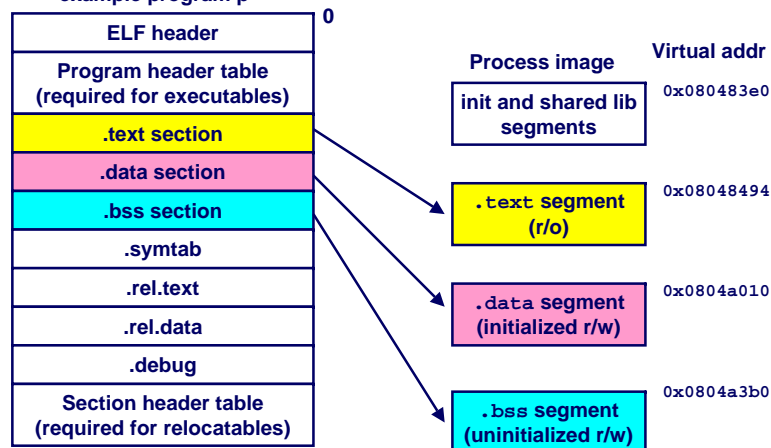 example program p
0
ELF header
Program header table
(required for executables)
.text section
.data section
.bss section
.symtab
.rel.text
.rel.data
.debug
Section header table
(required for relocatables)
Process image
Virtual addr
init and shared lib
segments
0x080483e0
.text segment
(r/o)
0x08048494
.data segment
(initialized r/w)
0x0804a010
.bss segment
(uninitialized r/w)
0x0804a3b0